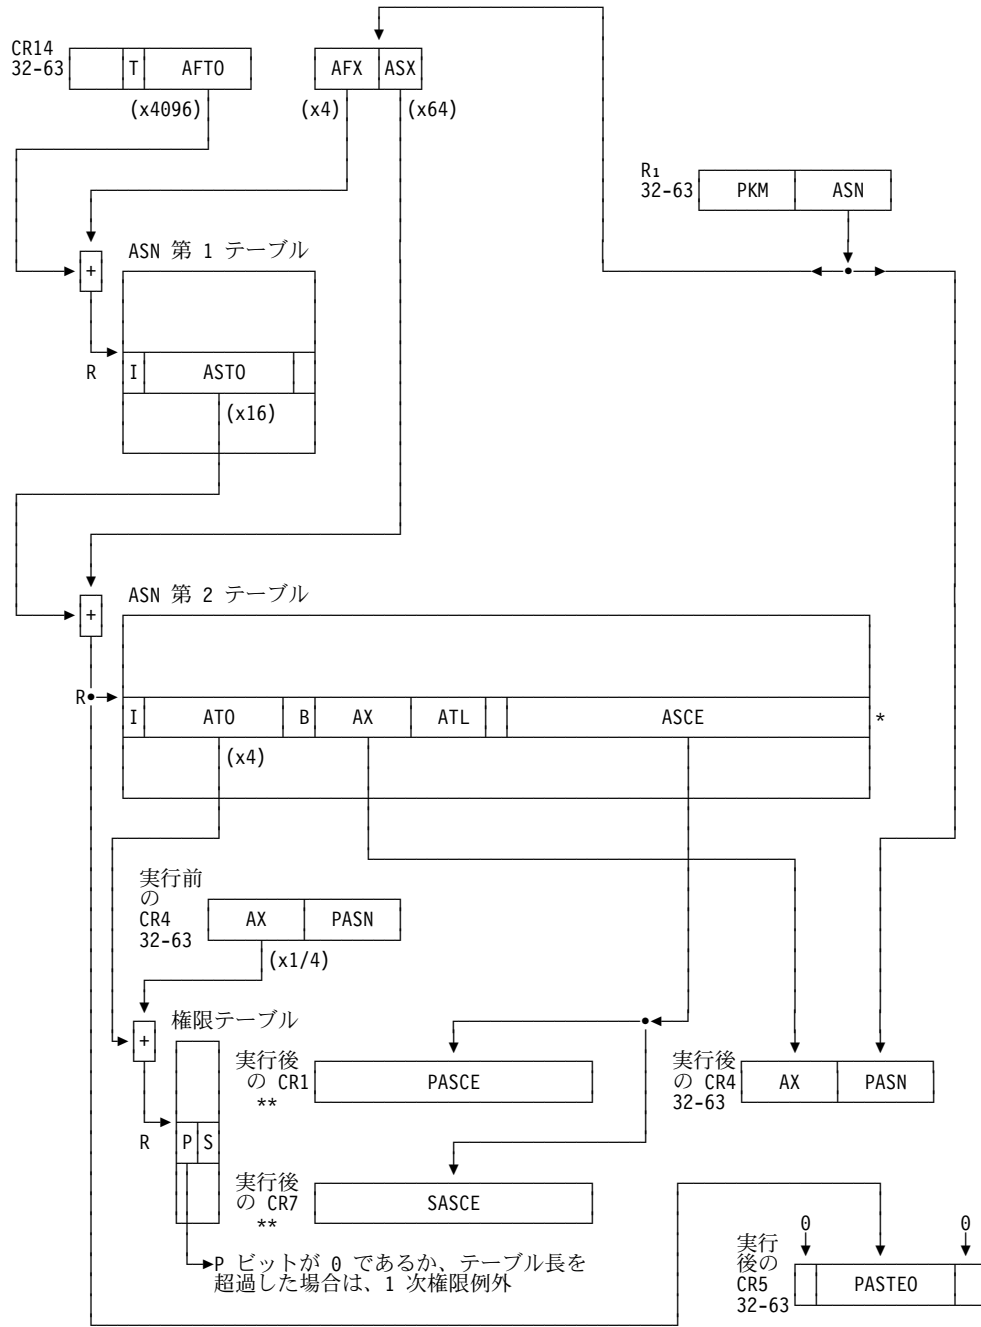 CR14
32-63
T AFTO
AFX ASX
(x4096)
(x4)
(x64)
R₁
32-63
PKM ASN
ASN 第 1 テーブル
+
R
I ASTO
(x16)
ASN 第 2 テーブル
+
R
I ATO B AX ATL ASCE
*
(x4)
実行前
の
CR4
32-63
AX PASN
(x1/4)
権限テーブル
+
R
P S
実行後
の CR1
**
PASCE
実行後
の CR4
32-63
AX PASN
実行後
の CR7
**
SASCE
P ビットが 0 であるか、テーブル長を
超過した場合は、1 次権限例外
0
0
実行
後の
CR5
32-63
PASTEO